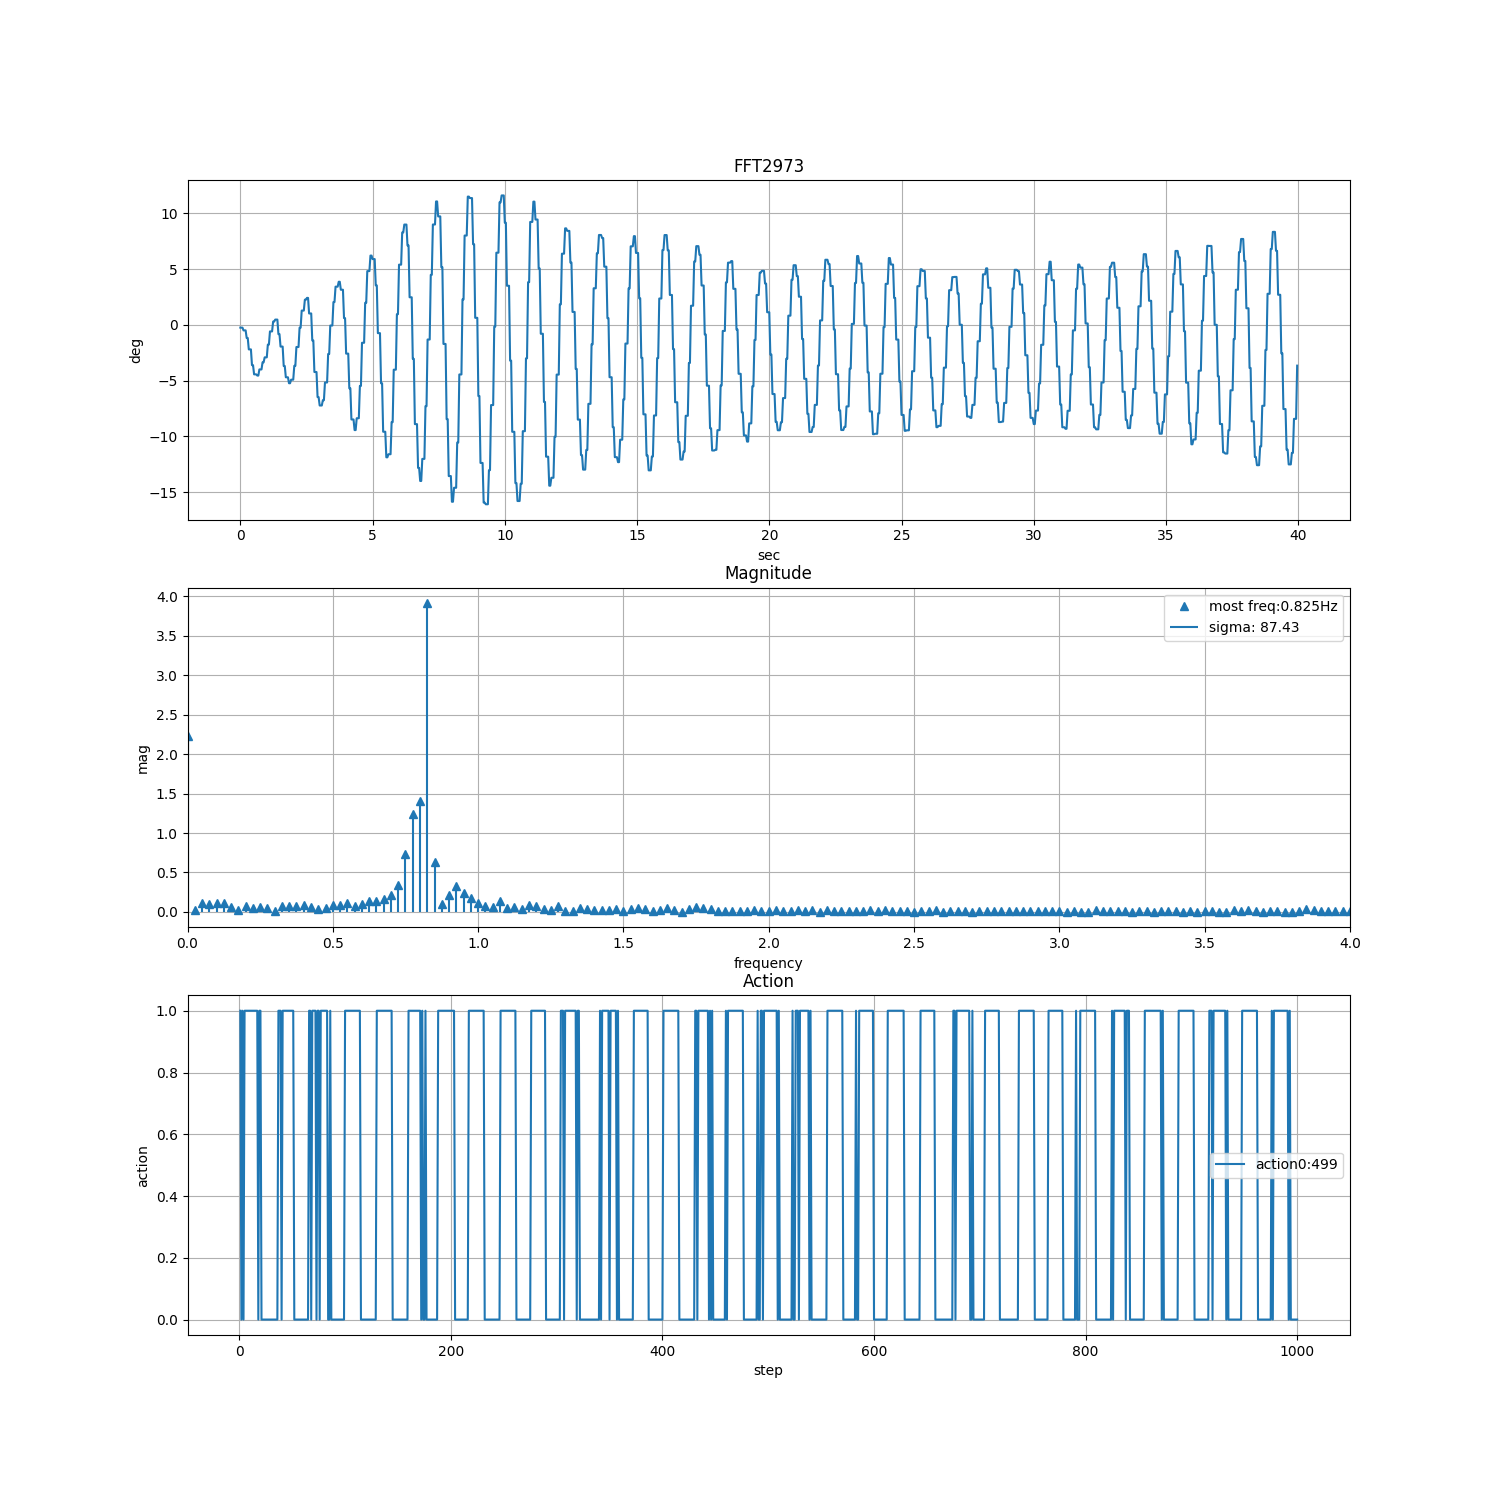 FFT2973
10
5
0
−5
−10
−15
deg
0 5 10 15 20 25 30 35 40
sec
Magnitude
4.0
3.5
3.0
2.5
2.0
1.5
1.0
0.5
0.0
mag
most freq:0.825Hz
sigma: 87.43
0.0 0.5 1.0 1.5 2.0 2.5 3.0 3.5 4.0
frequency
Action
1.0
0.8
0.6
0.4
0.2
0.0
action
action0:499
0 200 400 600 800 1000
step